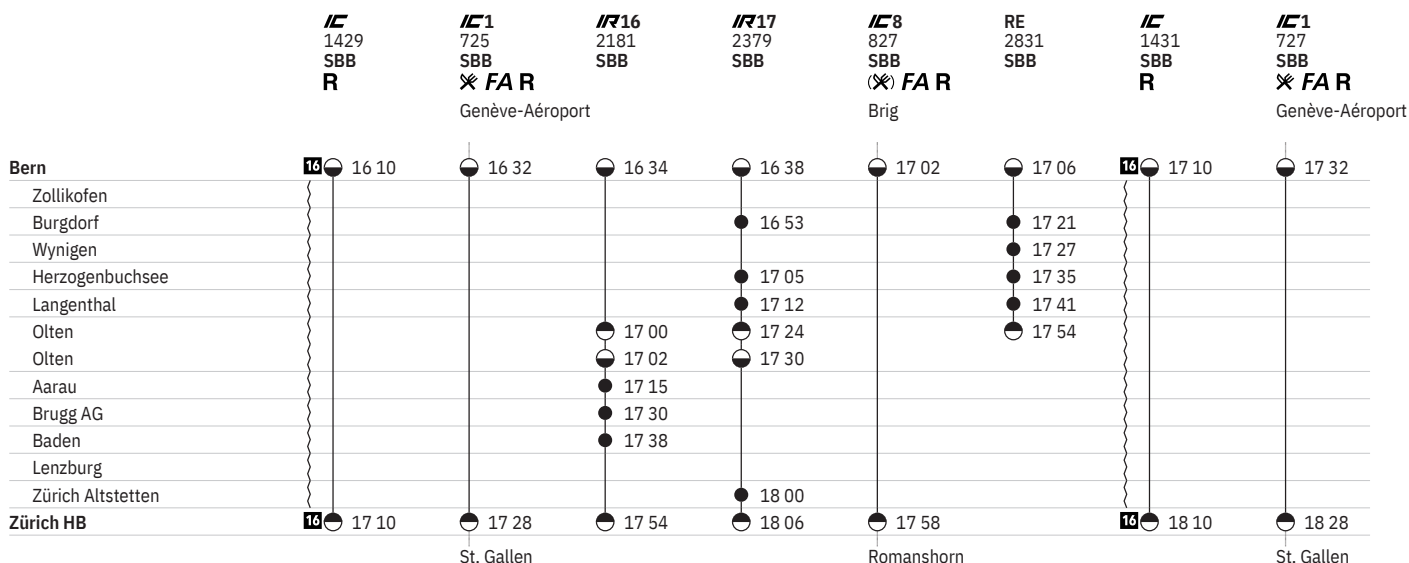 IC IC1 IR16 IR17 IC8 RE IC IC1
1429 725 2181 2379 827 2831 1431 727
SBB SBB SBB SBB SBB SBB SBB SBB
R FA R ( ) FA R R FA R
Genève-Aéroport Brig Genève-Aéroport
Bern 16 16 10 16 32 16 34 16 38 17 02 17 06 16 17 10 17 32
Zollikofen
Burgdorf 16 53 17 21
Wynigen 17 27
Herzogenbuchsee 17 05 17 35
Langenthal 17 12 17 41
Olten 17 00 17 24 17 54
Olten 17 02 17 30
Aarau 17 15
Brugg AG 17 30
Baden 17 38
Lenzburg
Zürich Altstetten 18 00
Zürich HB 16 17 10 17 28 17 54 18 06 17 58 16 18 10 18 28
St. Gallen Romanshorn St. Gallen